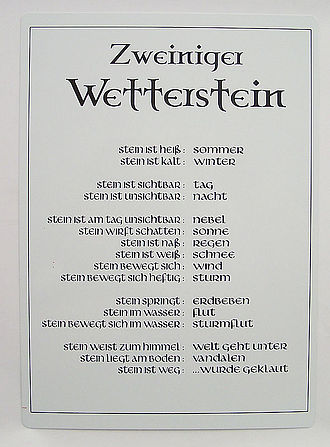 Zweiniger
Wetterstein
stein ist heiß: sommer
stein ist kalt: winter
stein ist sichtbar: tag
stein ist unsichtbar: nacht
stein ist am tag unsichtbar: nebel
stein wirft schatten: sonne
stein ist naß: regen
stein ist weiß: schnee
stein bewegt sich: wind
stein bewegt sich heftig: sturm
stein springt: erdbeben
stein im wasser: flut
stein bewegt sich im wasser: sturmflut
stein weist zum himmel: welt geht unter
stein liegt am boden: vandalen
stein ist weg: ...wurde geklaut